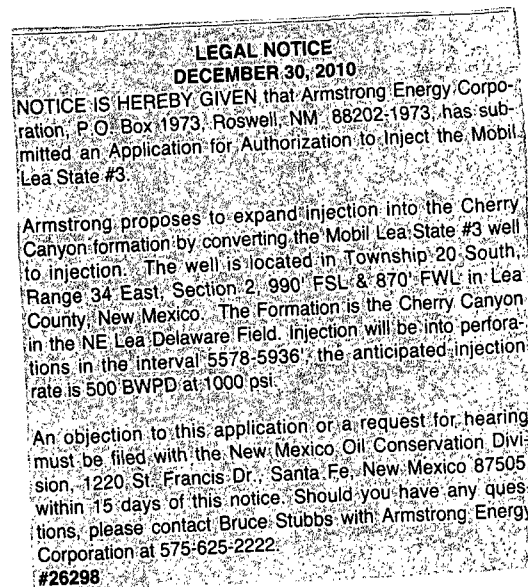 LEGAL NOTICE
DECEMBER 30, 2010
NOTICE IS HEREBY GIVEN that Armstrong Energy Corpo-
ration, P.O. Box 1973, Roswell, NM 88202-1973, has sub-
mitted an Application for Authorization to Inject the Mobil
Lea State #3
Armstrong proposes to expand injection into the Cherry
Canyon formation by converting the Mobil Lea State #3 well
to injection. The well is located in Township 20 South,
Range 34 East, Section 2, 990' FSL & 870' FWL in Lea
County, New Mexico. The Formation is the Cherry Canyon
in the NE Lea Delaware Field. Injection will be into perfora-
tions in the interval 5578-5936', the anticipated injection
rate is 500 BWPD at 1000 psi.
An objection to this application or a request for hearing
must be filed with the New Mexico Oil Conservation Divi-
sion, 1220 St. Francis Dr., Santa Fe, New Mexico 87505
within 15 days of this notice. Should you have any ques-
tions, please contact Bruce Stubbs with Armstrong Energy
Corporation at 575-625-2222.
#26298